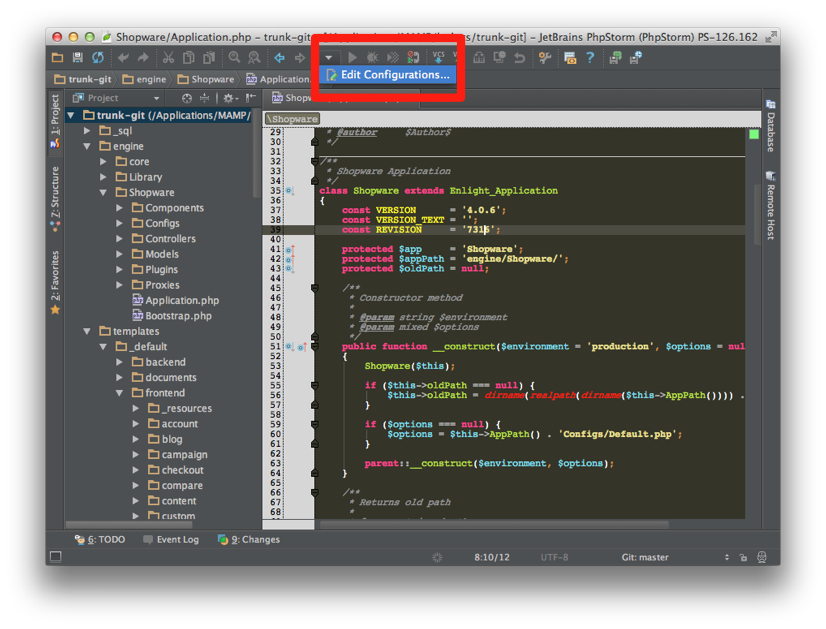 Shopware/Application.php – trunk-git – [/Applications/MAMP/htdocs/trunk-git] – JetBrains PhpStorm (PhpStorm) PS-126.162
VCS
Edit Configurations...
trunk-git
engine
Shopware
Application.
Project
trunk-git (/Applications/MAMP/
_sql
engine
core
Library
Shopware
Components
Configs
Controllers
Models
Plugins
Proxies
Application.php
Bootstrap.php
templates
_default
backend
documents
frontend
_resources
account
blog
campaign
checkout
compare
content
custom
1: Project
7: Structure
2: Favorites
\Shopware
29 * @author $Author$
30 */
31
32 /**
33 * Shopware Application
34 */
35 class Shopware extends Enlight_Application
36 {
37 const VERSION = '4.0.6';
38 const VERSION_TEXT = '';
39 const REVISION = '7316';
40
41 protected $app = 'Shopware';
42 protected $appPath = 'engine/Shopware/';
43 protected $oldPath = null;
44
45 /**
46 * Constructor method
47 *
48 * @param string $environment
49 * @param mixed $options
50 */
51 public function __construct($environment = 'production', $options = nul
52 {
53 Shopware($this);
54
55 if ($this->oldPath === null) {
56 $this->oldPath = dirname(realpath(dirname($this->AppPath()))) .
57 }
58
59 if ($options === null) {
60 $options = $this->AppPath() . 'Configs/Default.php';
61 }
62
63 parent::__construct($environment, $options);
64 }
65
66 /**
67 * Returns old path
68 *
Database
Remote Host
6: TODO
Event Log
9: Changes
8:10/12
UTF-8
Git: master